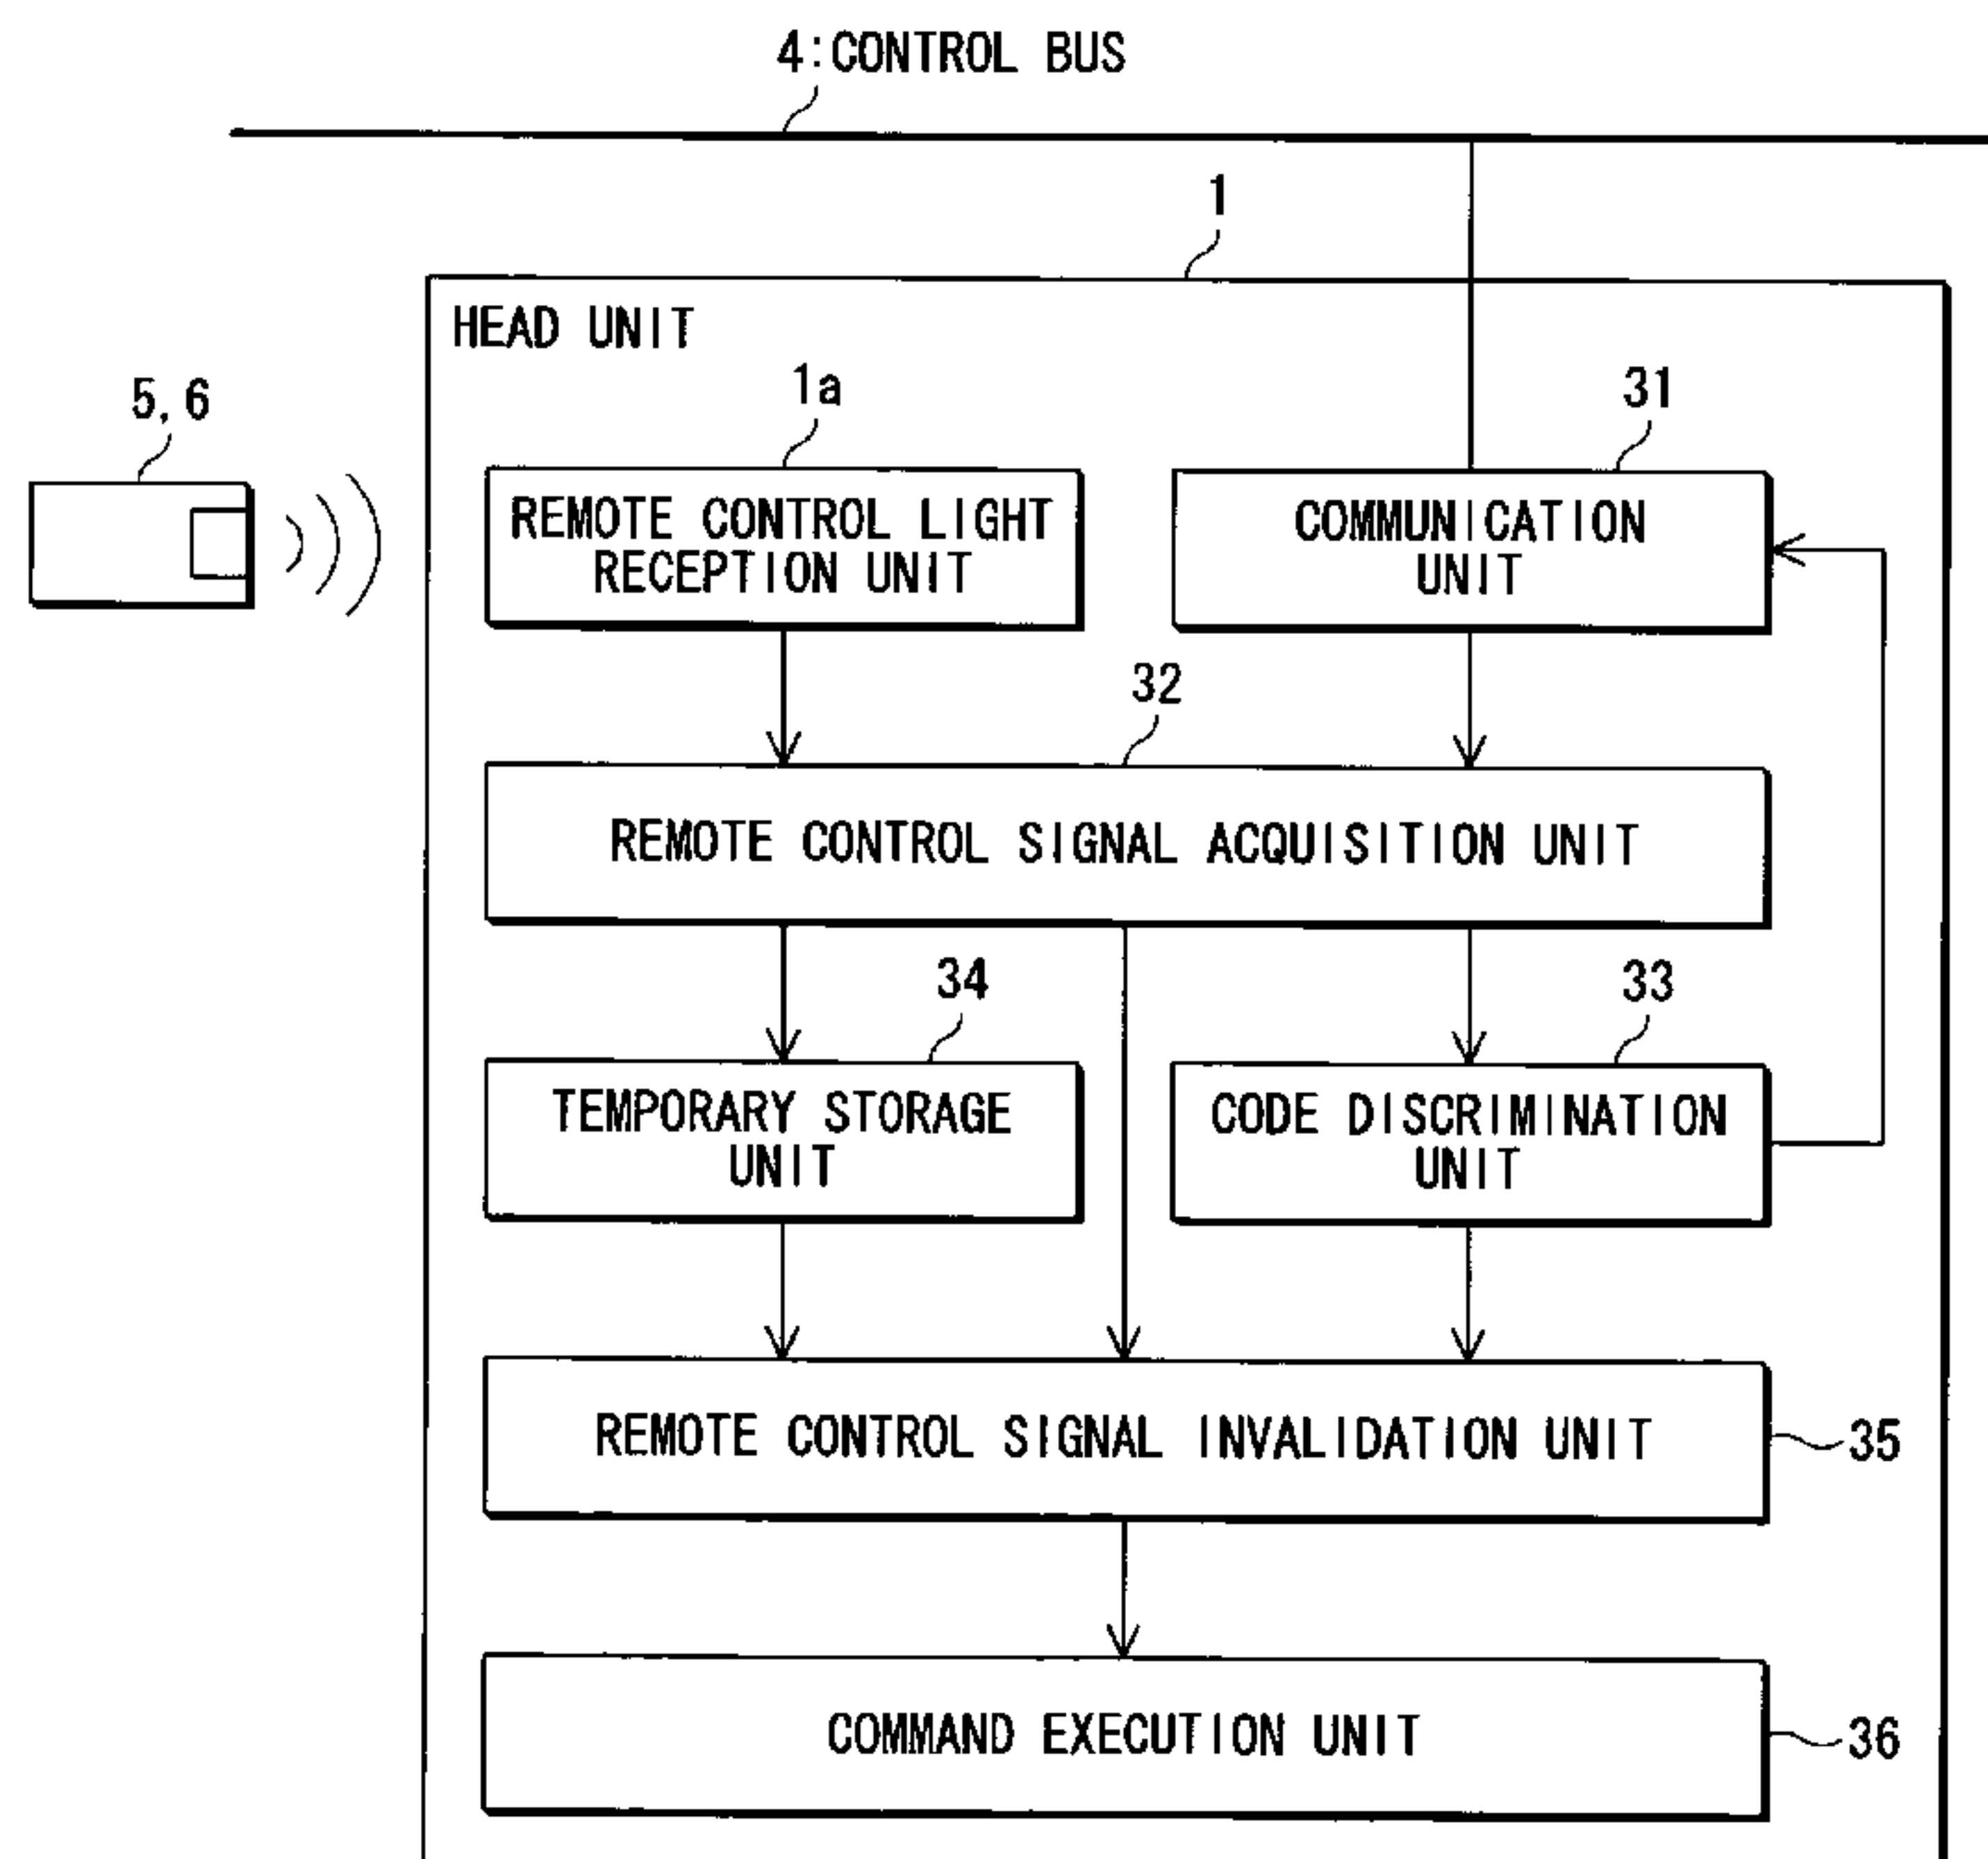 4:CONTROL BUS
1
HEAD UNIT
5,6
1a
31
REMOTE CONTROL LIGHT
RECEPTION UNIT
COMMUNICATION
UNIT
32
REMOTE CONTROL SIGNAL ACQUISITION UNIT
34
33
TEMPORARY STORAGE
UNIT
CODE DISCRIMINATION
UNIT
REMOTE CONTROL SIGNAL INVALIDATION UNIT
35
COMMAND EXECUTION UNIT
36